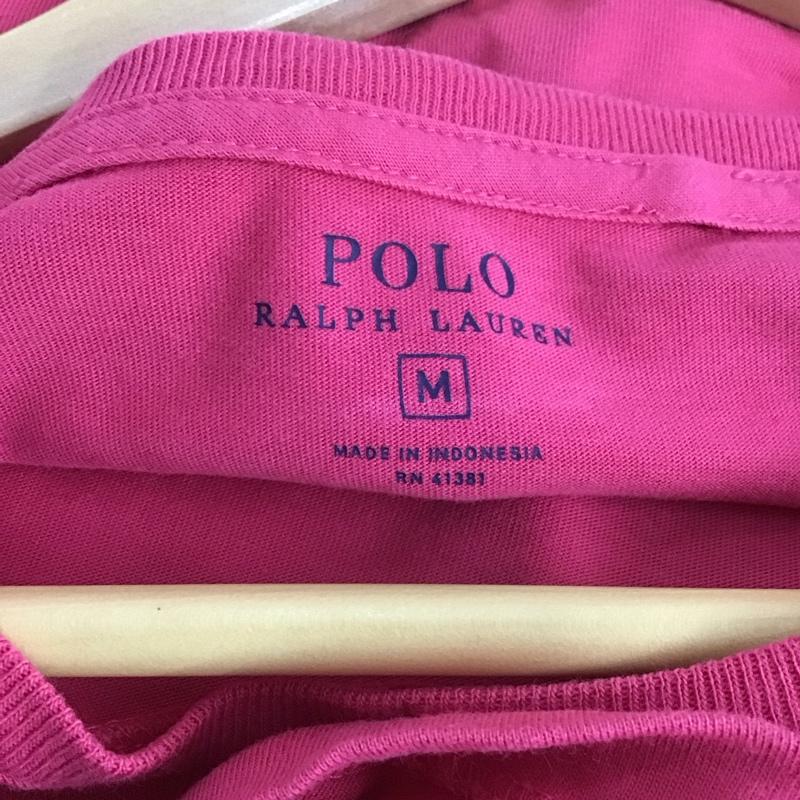 POLO
RALPH LAUREN
M
MADE IN INDONESIA
RN 41381